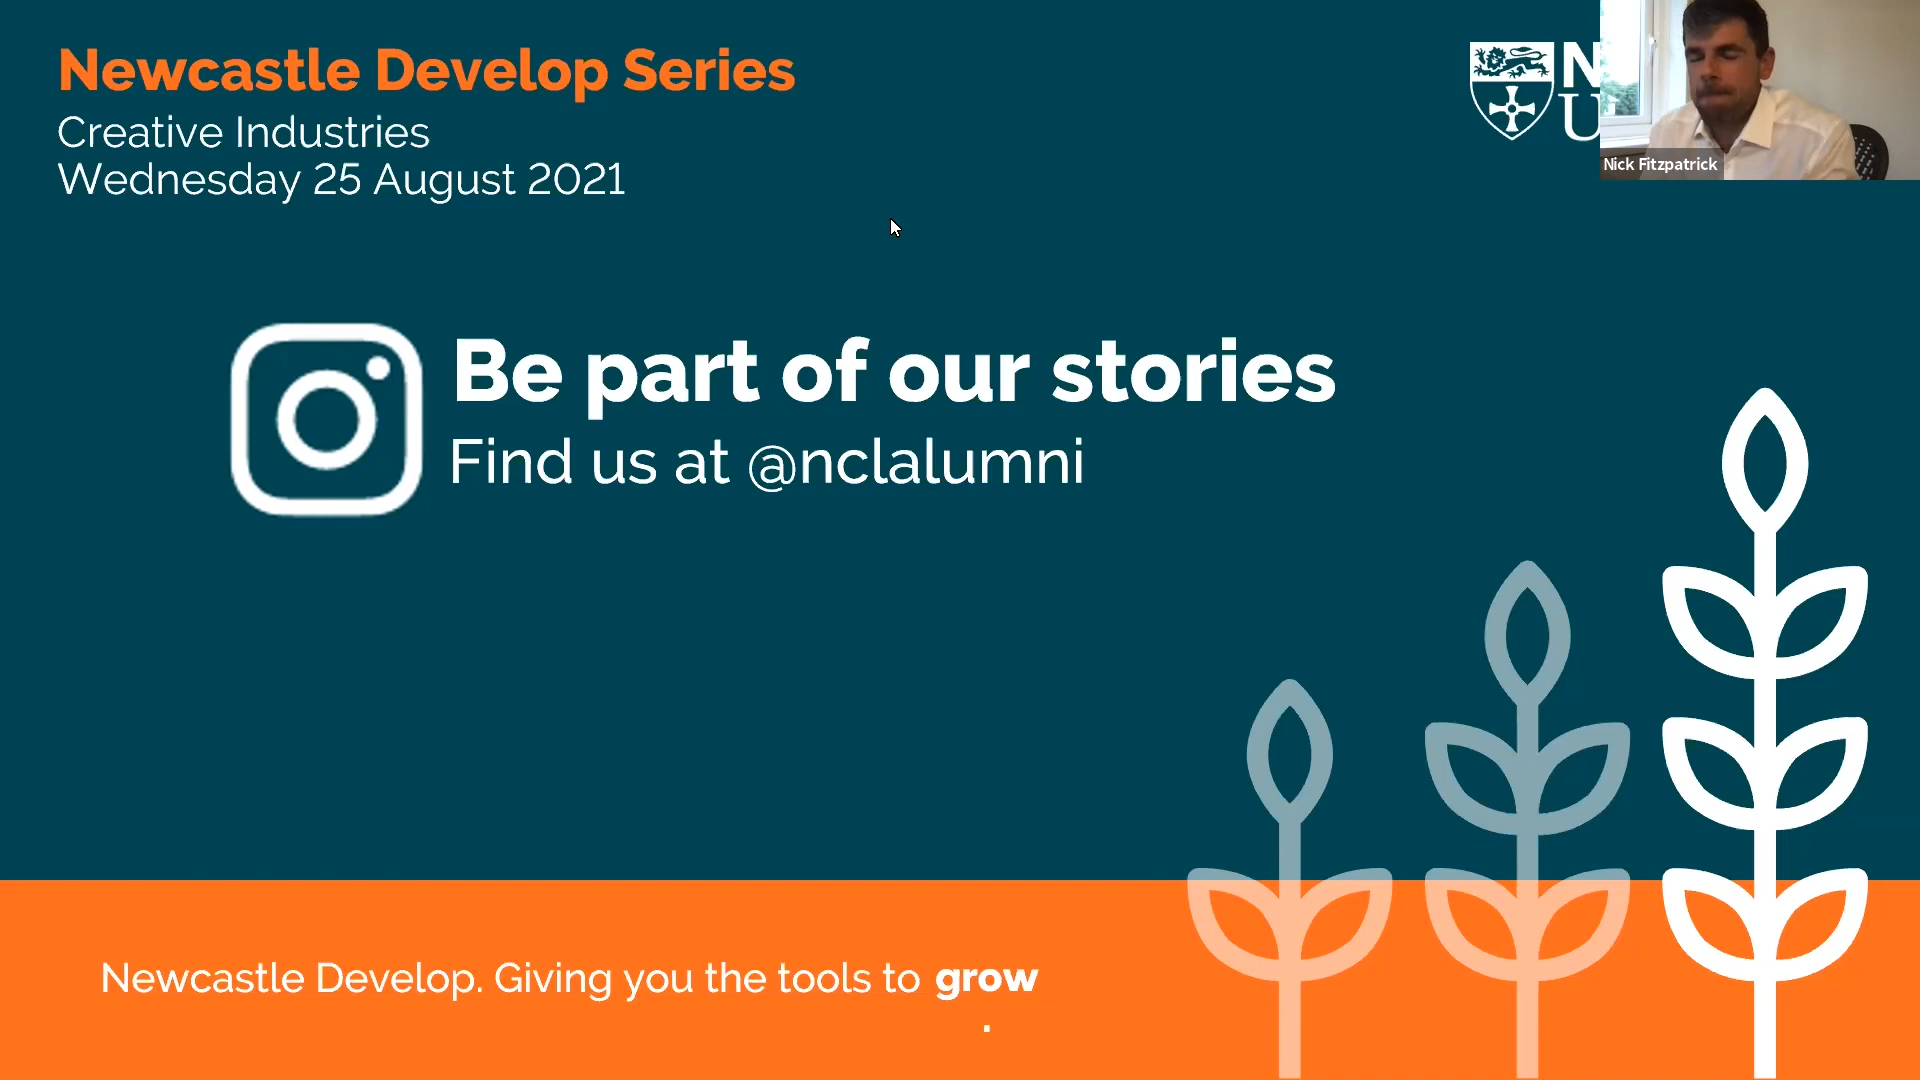 Newcastle Develop Series
Creative Industries
Wednesday 25 August 2021
N
U
Nick Fitzpatrick
Be part of our stories
Find us at @nclalumni
Newcastle Develop. Giving you the tools to grow
.